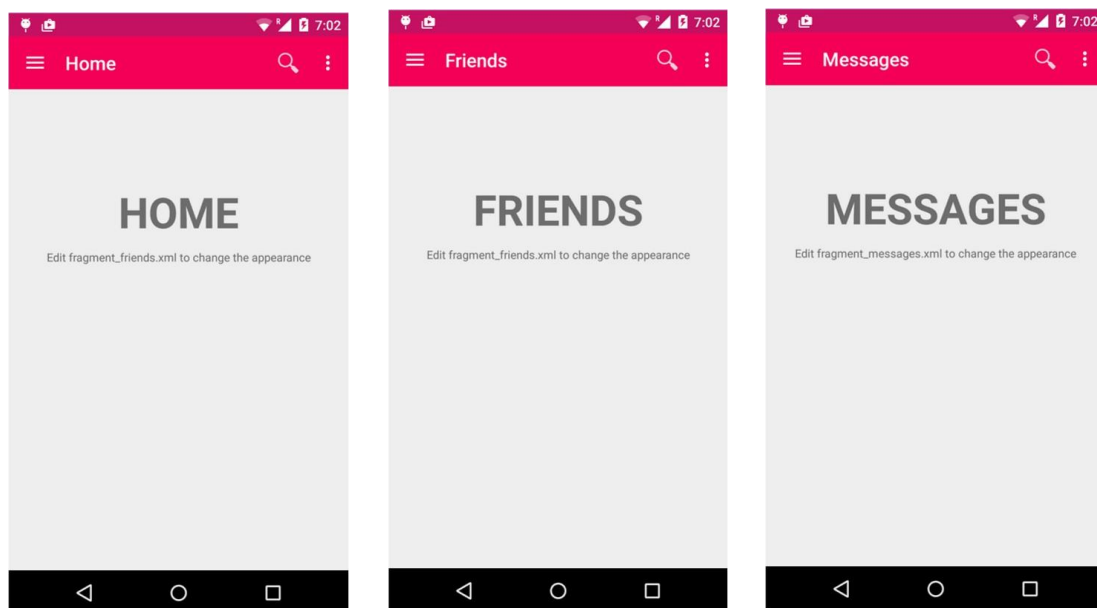 R 7:02
Home
HOME
Edit fragment_friends.xml to change the appearance
R 7:02
Friends
FRIENDS
Edit fragment_friends.xml to change the appearance
R 7:02
Messages
MESSAGES
Edit fragment_messages.xml to change the appearance